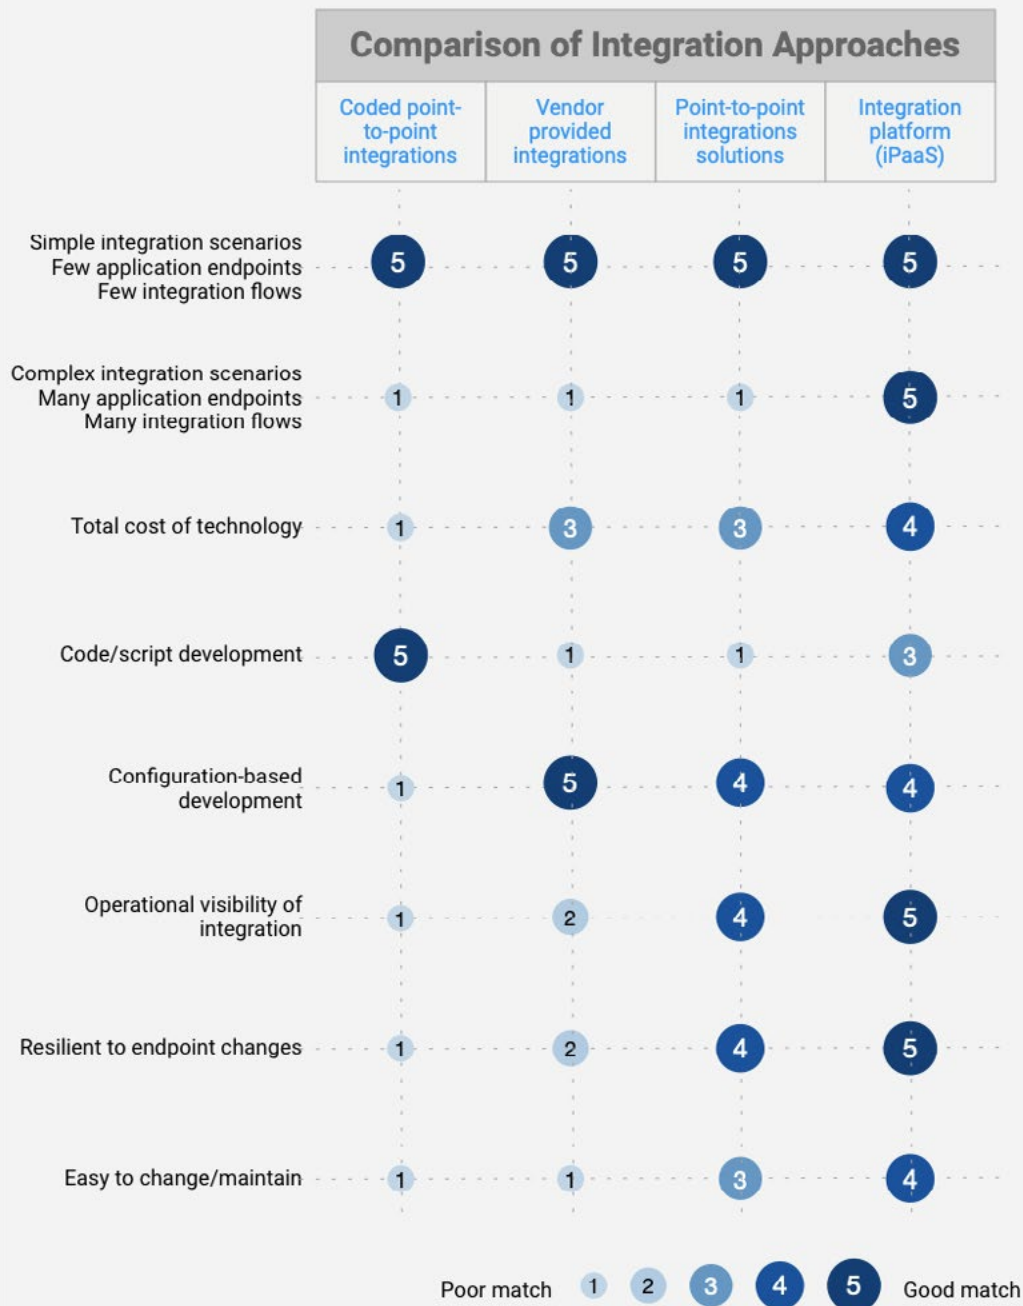 Comparison of Integration Approaches
Coded point-
to-point
integrations
Vendor
provided
integrations
Point-to-point
integrations
solutions
Integration
platform
(iPaaS)
Simple integration scenarios
Few application endpoints
Few integration flows
5 5 5 5
Complex integration scenarios
Many application endpoints
Many integration flows
1 1 1 5
Total cost of technology 1 3 3 4
Code/script development 5 1 1 3
Configuration-based
development
1 5 4 4
Operational visibility of
integration
1 2 4 5
Resilient to endpoint changes 1 2 4 5
Easy to change/maintain 1 1 3 4
Poor match 1 2 3 4 5 Good match